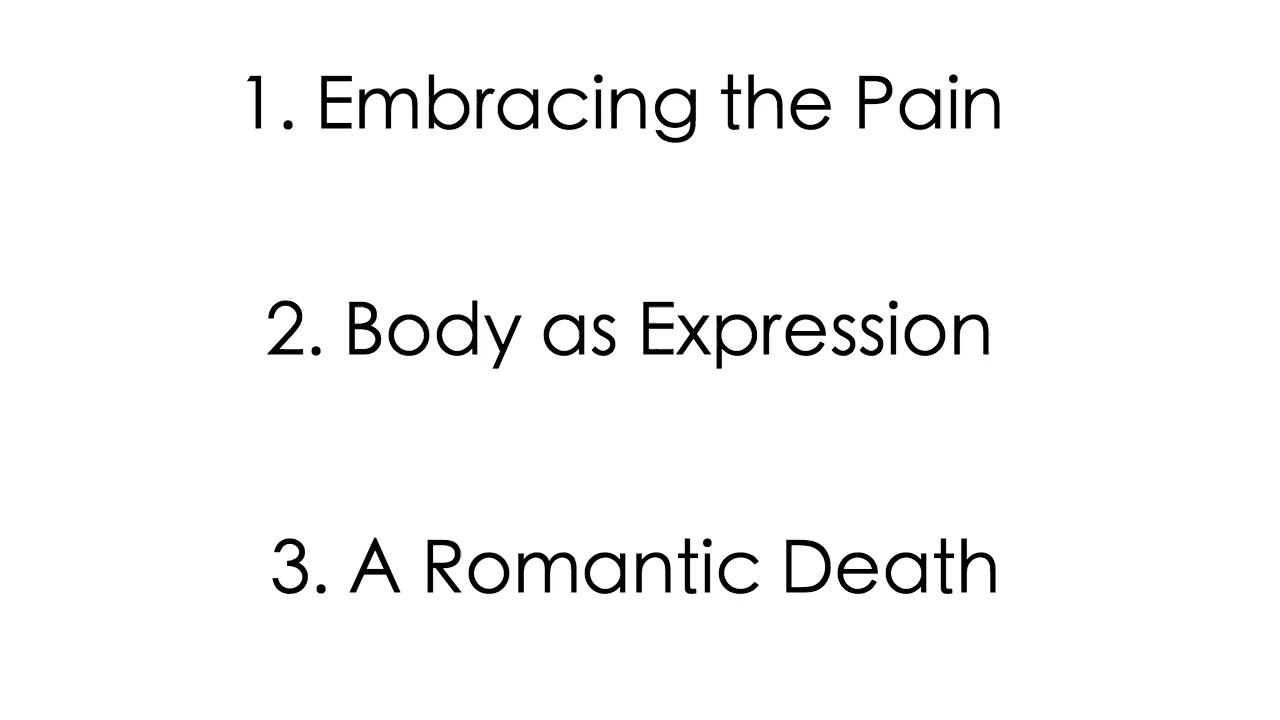 1. Embracing the Pain
2. Body as Expression
3. A Romantic Death